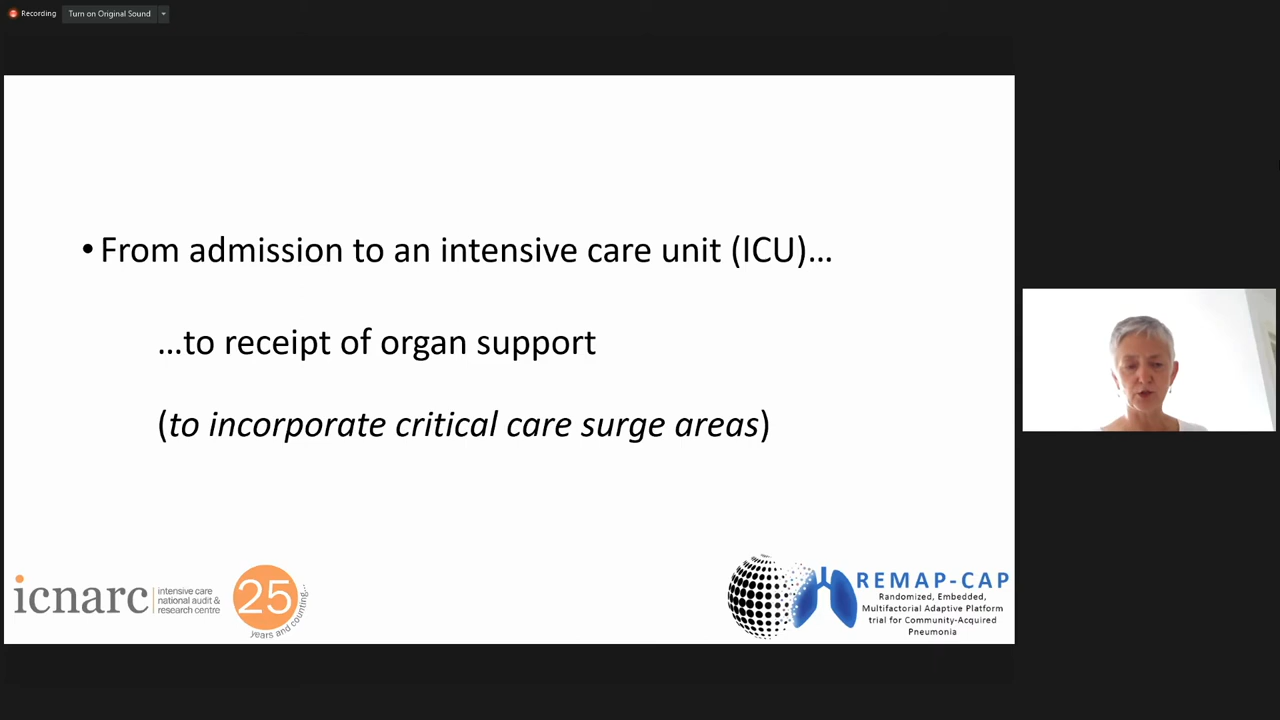 Recording
Turn on Original Sound
• From admission to an intensive care unit (ICU)…
…to receipt of organ support
(to incorporate critical care surge areas)
icnarc
intensive care
national audit &
research centre
25
years and counting...
REMAP-CAP
Randomized, Embedded,
Multifactorial Adaptive Platform
trial for Community-Acquired
Pneumonia